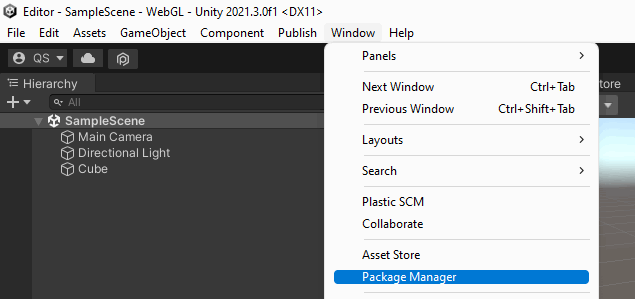 Editor - SampleScene - WebGL - Unity 2021.3.0f1 <DX11>
File Edit Assets GameObject Component Publish Window Help
QS
Hierarchy
All
SampleScene
Main Camera
Directional Light
Cube
Panels
Next Window Ctrl+Tab
Previous Window Ctrl+Shift+Tab
Layouts
Search
Plastic SCM
Collaborate
Asset Store
Package Manager
tore